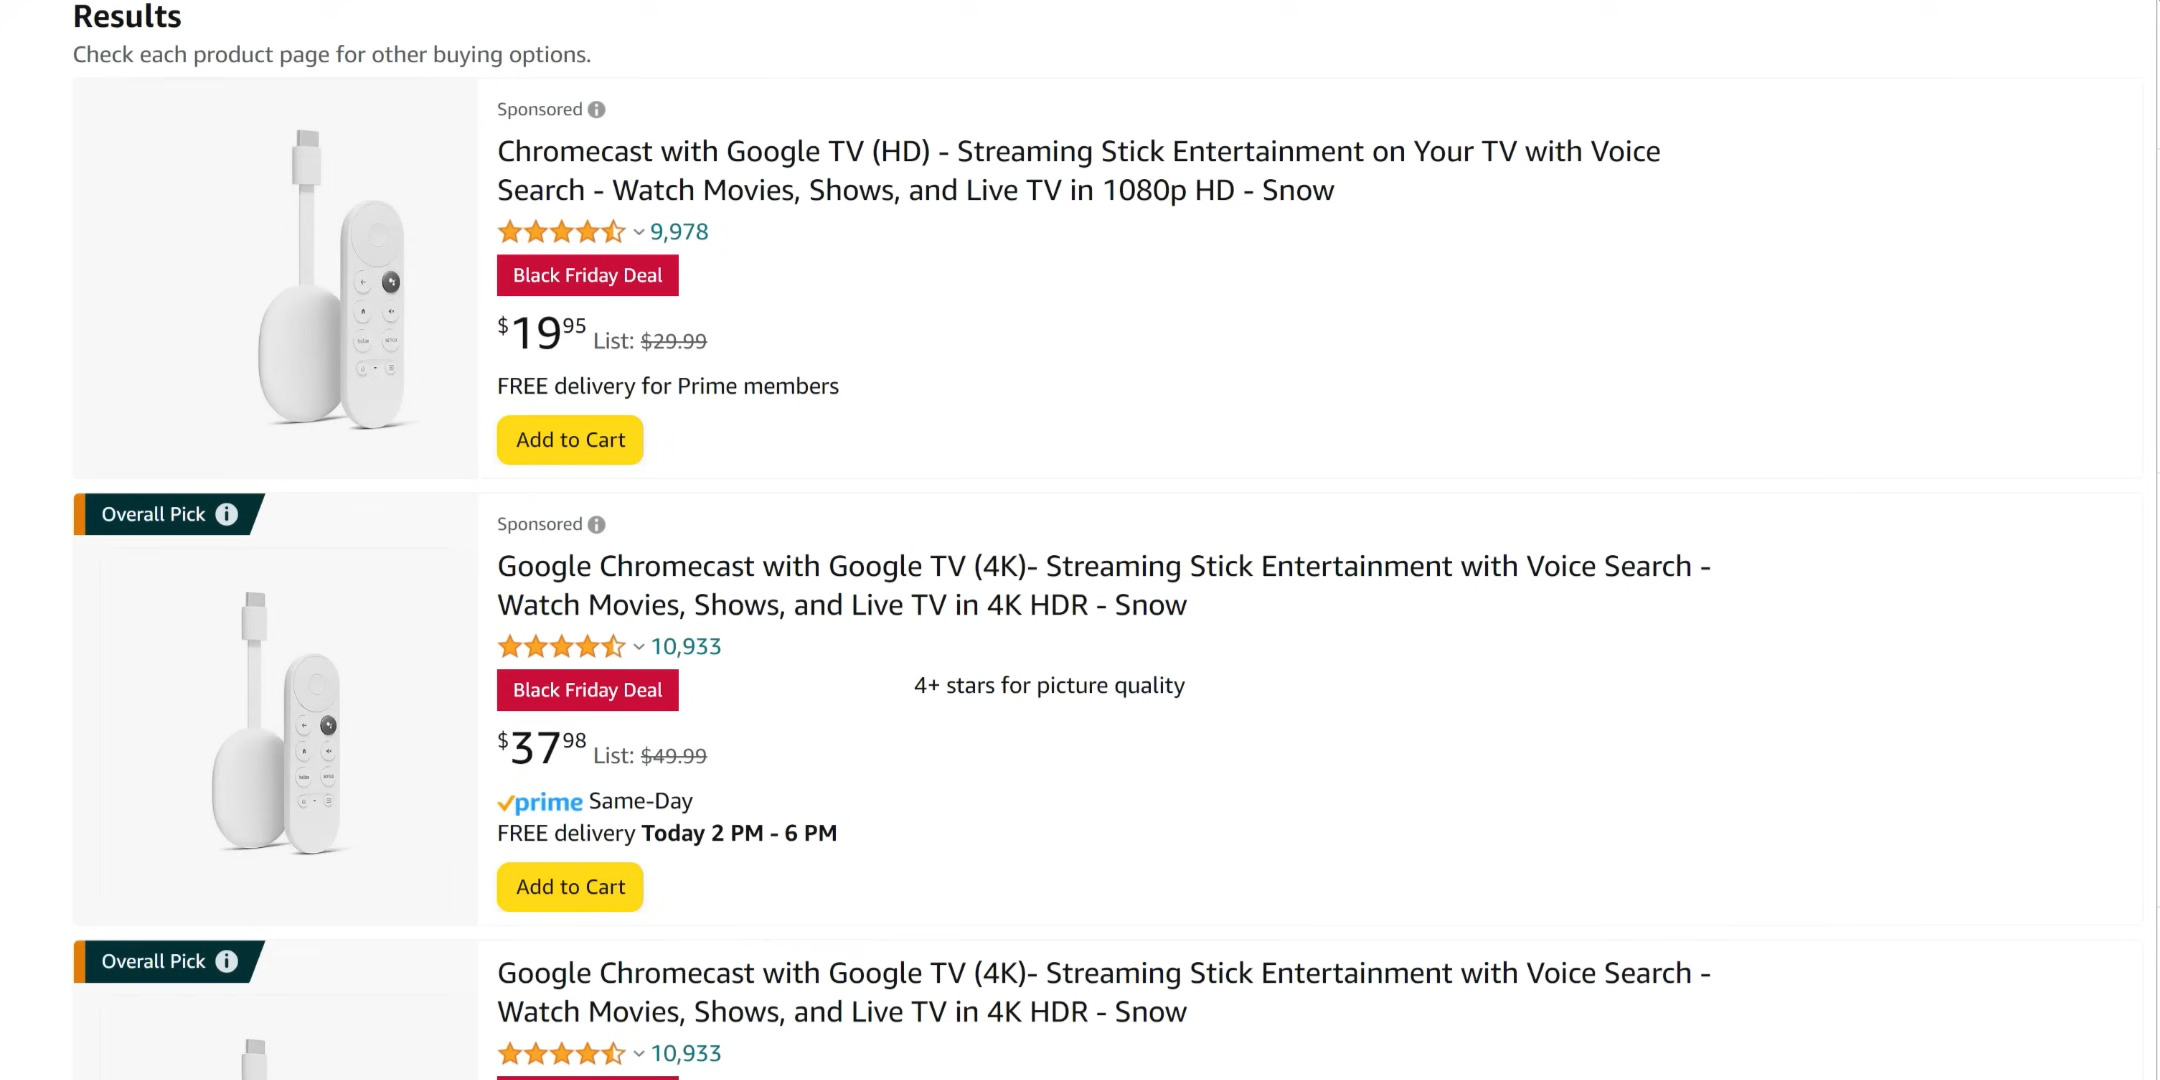 Results
Check each product page for other buying options.
Sponsored
Chromecast with Google TV (HD) - Streaming Stick Entertainment on Your TV with Voice
Search - Watch Movies, Shows, and Live TV in 1080p HD - Snow
9,978
Black Friday Deal
$19.95 List: $29.99
FREE delivery for Prime members
Add to Cart
Overall Pick
Sponsored
Google Chromecast with Google TV (4K)- Streaming Stick Entertainment with Voice Search -
Watch Movies, Shows, and Live TV in 4K HDR - Snow
10,933
Black Friday Deal
4+ stars for picture quality
$37.98 List: $49.99
prime Same-Day
FREE delivery Today 2 PM - 6 PM
Add to Cart
Overall Pick
Google Chromecast with Google TV (4K)- Streaming Stick Entertainment with Voice Search -
Watch Movies, Shows, and Live TV in 4K HDR - Snow
10,933